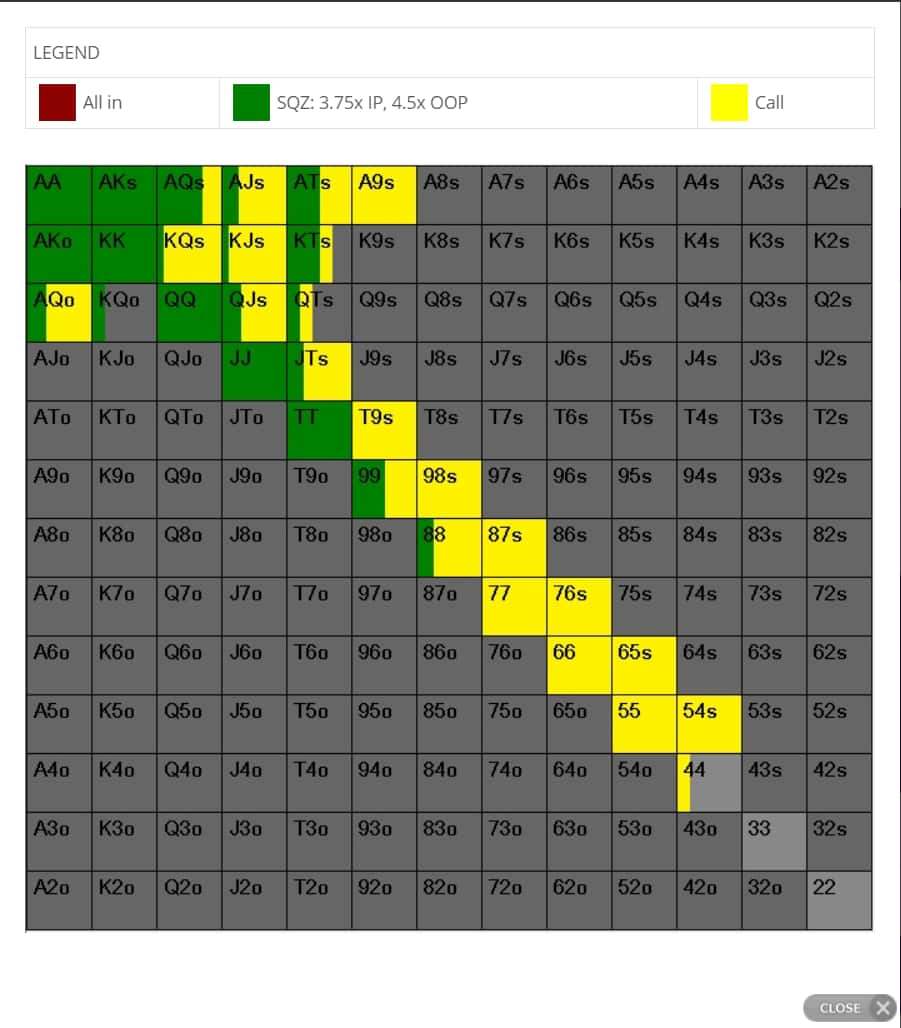 LEGEND
All in SQZ: 3.75x IP, 4.5x OOP Call
AA AKs AQs AJs ATs A9s A8s A7s A6s A5s A4s A3s A2s
AKo KK KQs KJs KTs K9s K8s K7s K6s K5s K4s K3s K2s
AQo KQo QQ QJs QTs Q9s Q8s Q7s Q6s Q5s Q4s Q3s Q2s
AJo KJo QJo JJ JTs J9s J8s J7s J6s J5s J4s J3s J2s
ATo KTo QTo JTo TT T9s T8s T7s T6s T5s T4s T3s T2s
A9o K9o Q9o J9o T9o 99 98s 97s 96s 95s 94s 93s 92s
A8o K8o Q8o J8o T8o 98o 88 87s 86s 85s 84s 83s 82s
A7o K7o Q7o J7o T7o 97o 87o 77 76s 75s 74s 73s 72s
A6o K6o Q6o J6o T6o 96o 86o 76o 66 65s 64s 63s 62s
A5o K5o Q5o J5o T5o 95o 85o 75o 65o 55 54s 53s 52s
A4o K4o Q4o J4o T4o 94o 84o 74o 64o 54o 44 43s 42s
A3o K3o Q3o J3o T3o 93o 83o 73o 63o 53o 43o 33 32s
A2o K2o Q2o J2o T2o 92o 82o 72o 62o 52o 42o 32o 22
CLOSE